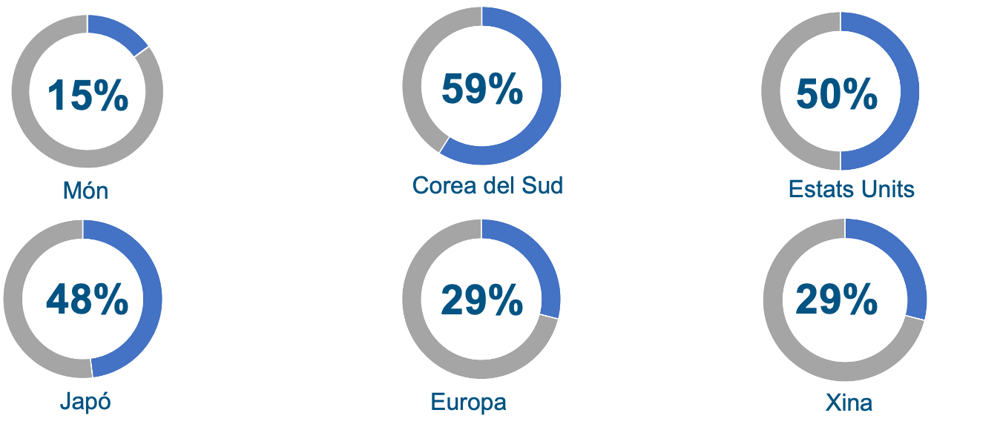 15%
Món
59%
Corea del Sud
50%
Estats Units
48%
Japó
29%
Europa
29%
Xina